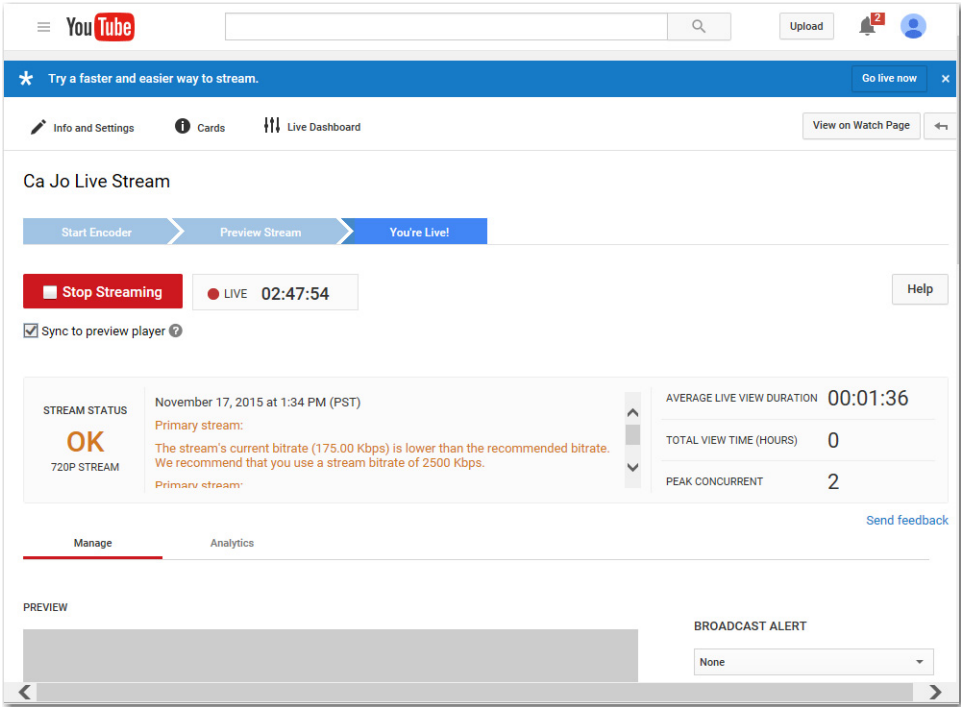 YouTube
Upload
2
Try a faster and easier way to stream.
Go live now
×
Info and Settings
Cards
Live Dashboard
View on Watch Page
Ca Jo Live Stream
Start Encoder
Preview Stream
You're Live!
Stop Streaming
LIVE 02:47:54
Help
Sync to preview player ?
STREAM STATUS
OK
720P STREAM
November 17, 2015 at 1:34 PM (PST)
Primary stream:
The stream's current bitrate (175.00 Kbps) is lower than the recommended bitrate.
We recommend that you use a stream bitrate of 2500 Kbps.
Primary stream:
AVERAGE LIVE VIEW DURATION 00:01:36
TOTAL VIEW TIME (HOURS) 0
PEAK CONCURRENT 2
Send feedback
Manage
Analytics
PREVIEW
BROADCAST ALERT
None